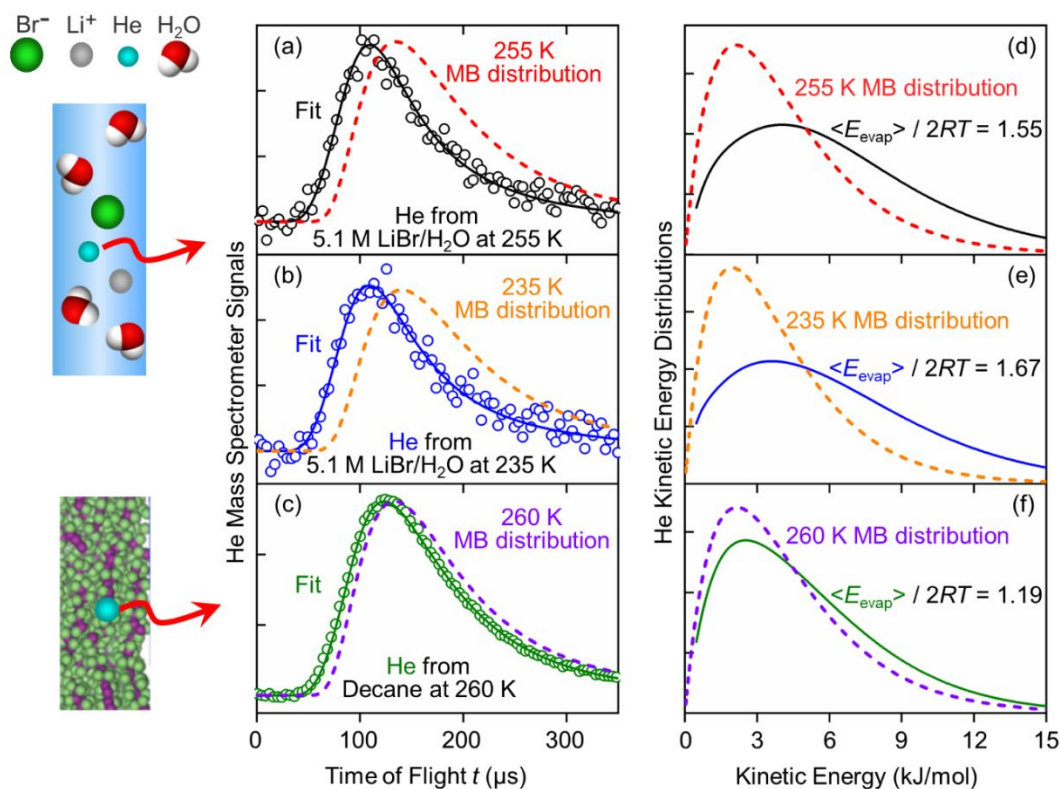 Br⁻ Li⁺ He H₂O
(a)
255 K
MB distribution
Fit
He from
5.1 M LiBr/H₂O at 255 K
(b)
235 K
MB distribution
Fit
He from
5.1 M LiBr/H₂O at 235 K
(c)
260 K
MB distribution
Fit
He from
Decane at 260 K
0 100 200 300
Time of Flight t (μs)
He Mass Spectrometer Signals
(d)
255 K MB distribution
<E_evap> / 2RT = 1.55
(e)
235 K MB distribution
<E_evap> / 2RT = 1.67
(f)
260 K MB distribution
<E_evap> / 2RT = 1.19
0 3 6 9 12 15
Kinetic Energy (kJ/mol)
He Kinetic Energy Distributions